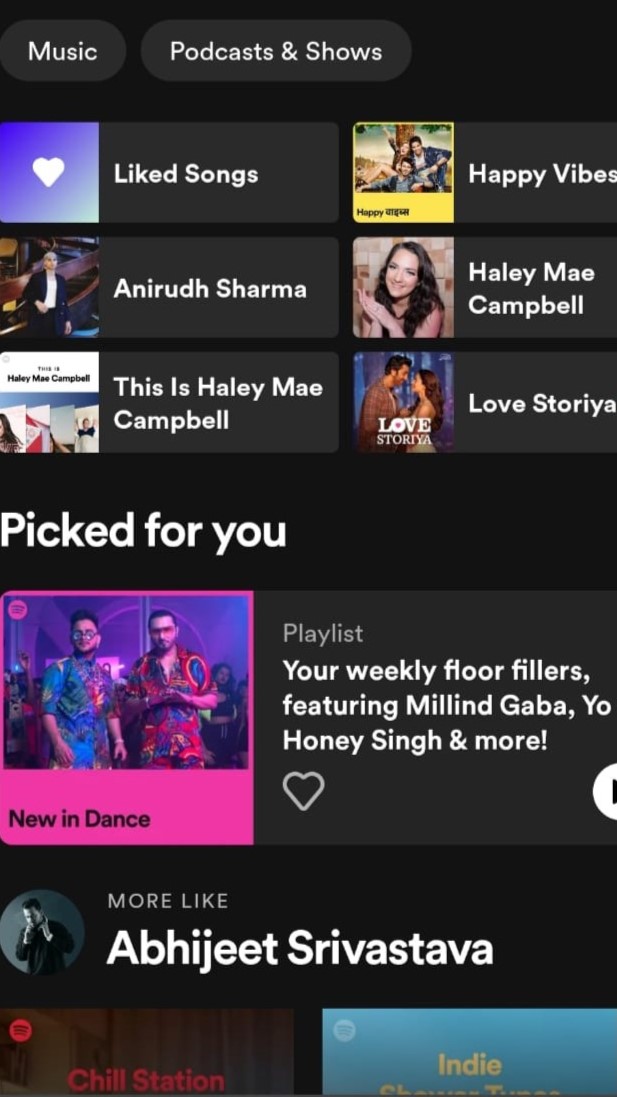 Music
Podcasts & Shows
Liked Songs
Happy वाइब्स
Happy Vibes
Anirudh Sharma
Haley Mae
Campbell
THIS IS
Haley Mae Campbell
This Is Haley Mae
Campbell
LOVE
STORIYA
Love Storiya
Picked for you
New in Dance
Playlist
Your weekly floor fillers,
featuring Millind Gaba, Yo
Honey Singh & more!
MORE LIKE
Abhijeet Srivastava
Chill Station
Indie
Shower Tunes